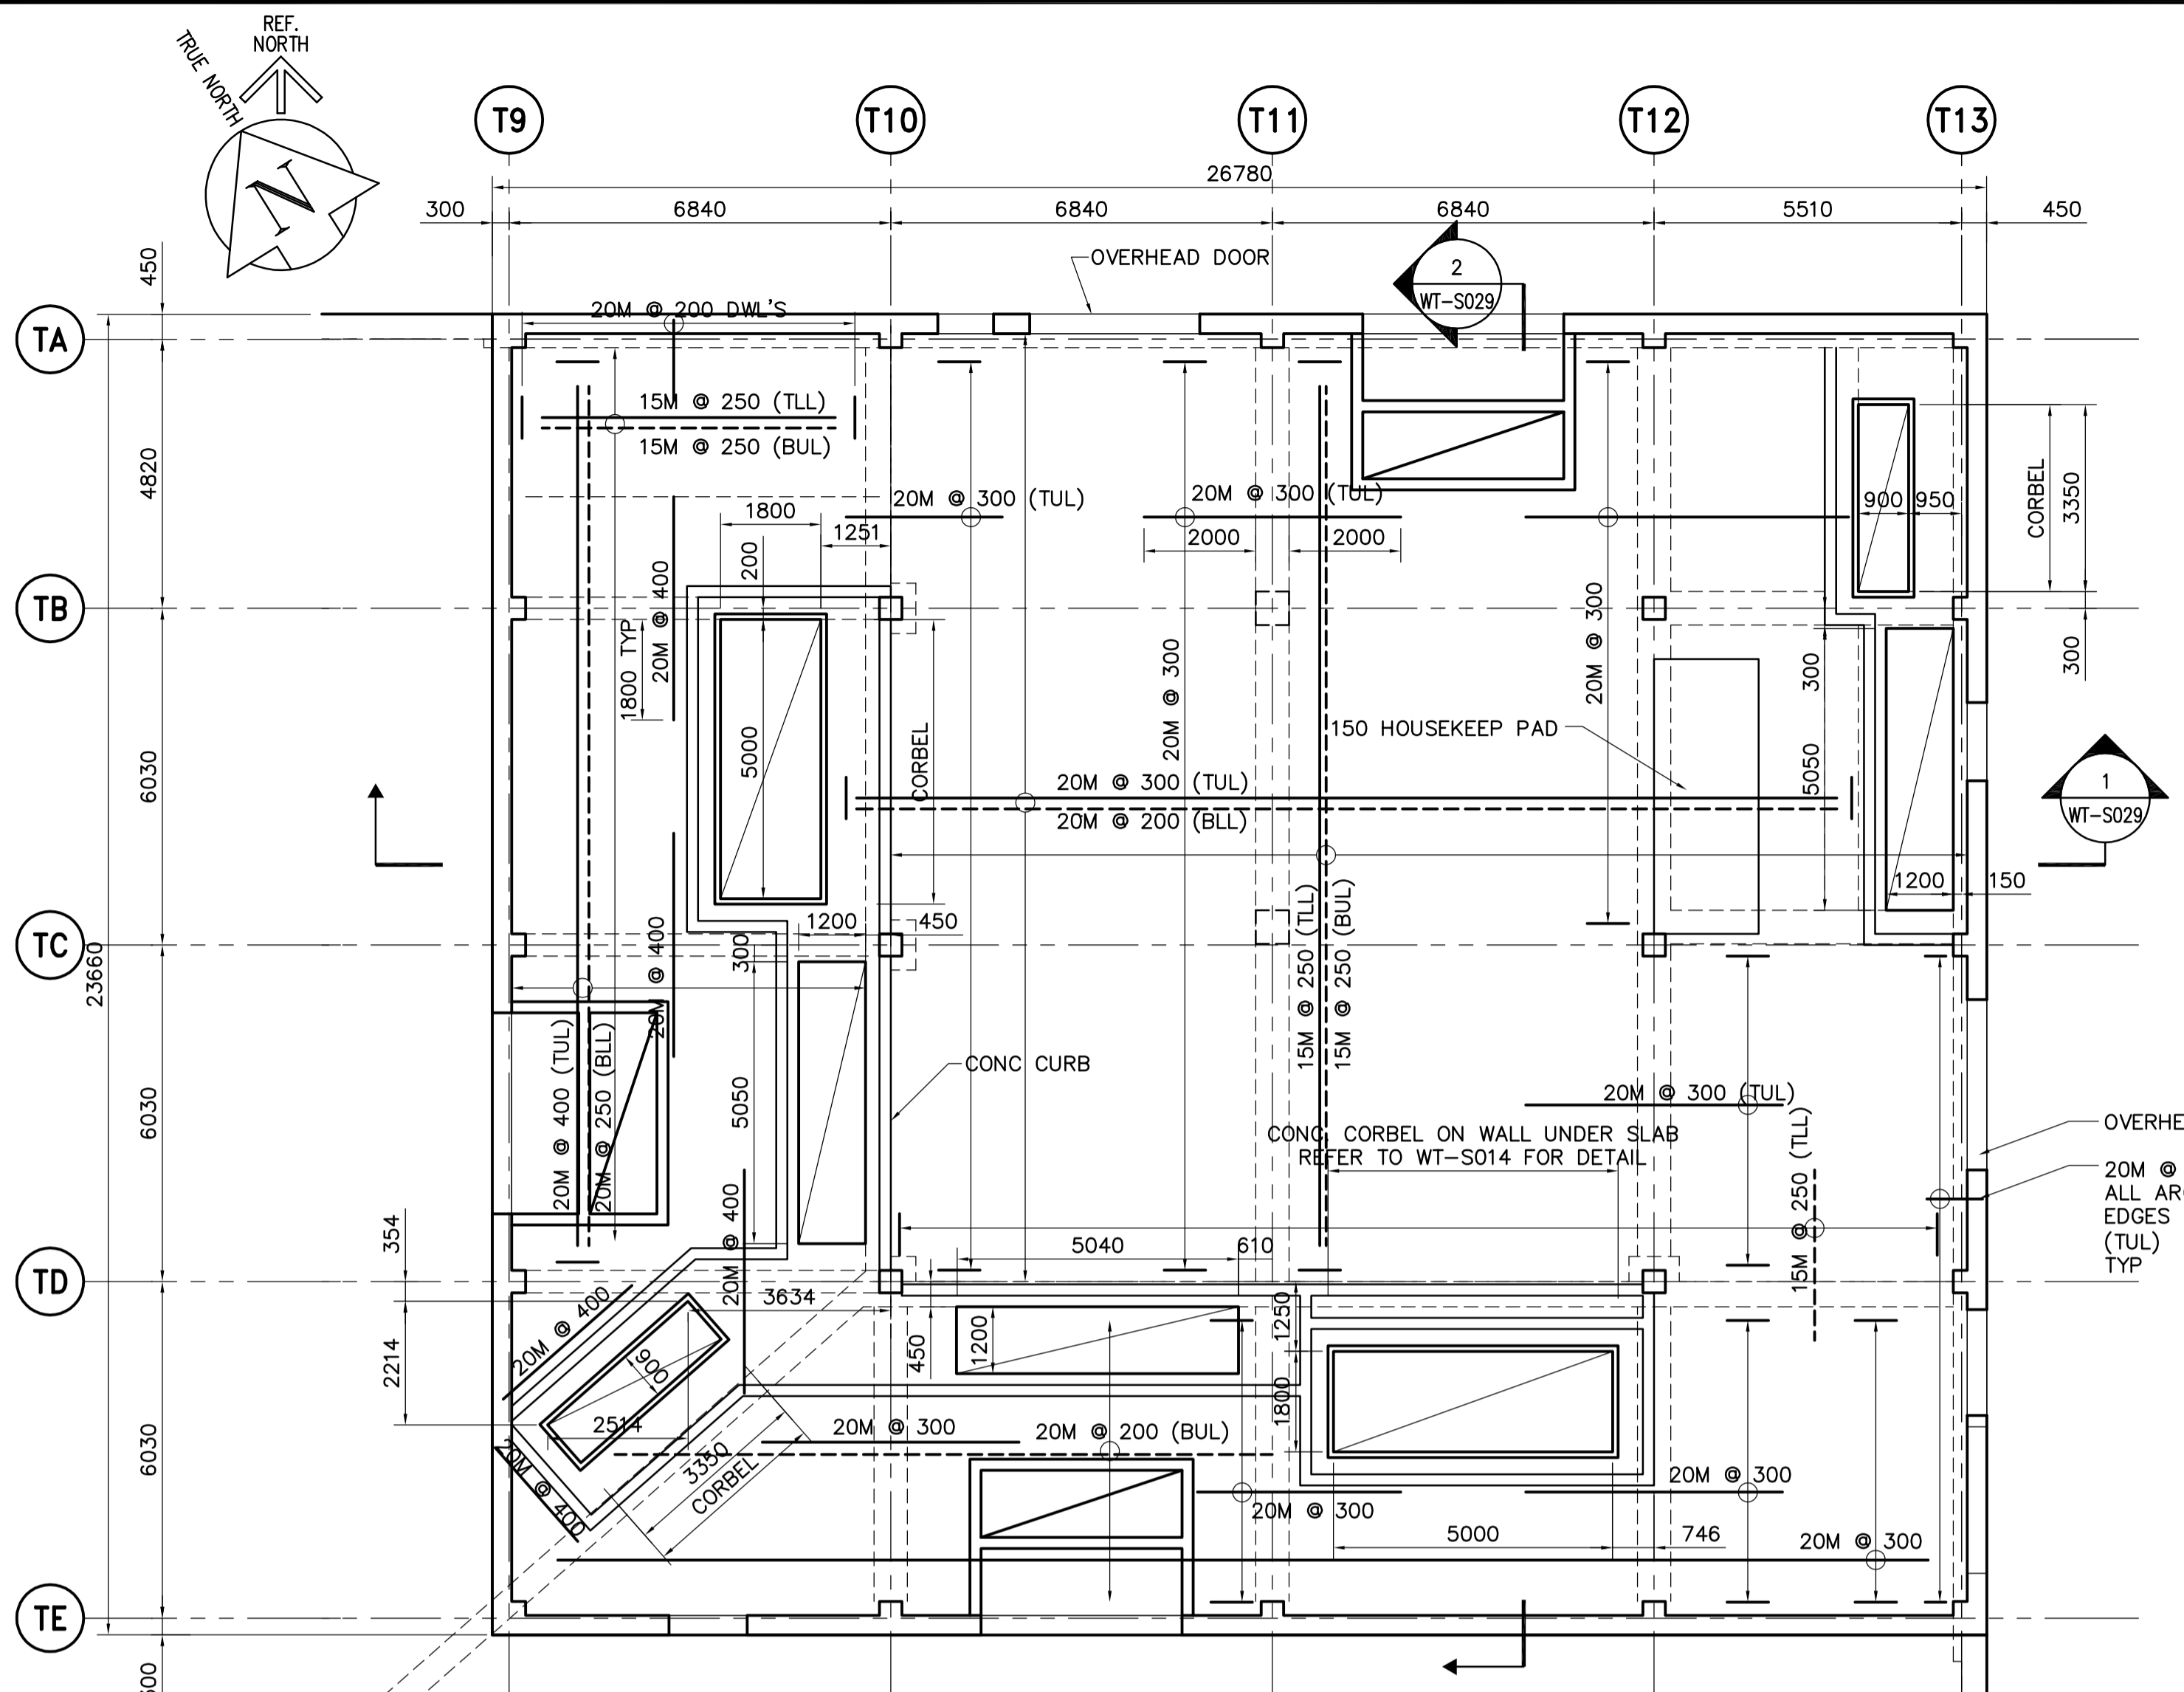 REF.
NORTH
TRUE NORTH
N
T9
T10
T11
T12
T13
26780
300
6840
6840
6840
5510
450
OVERHEAD DOOR
2
WT-S029
450
TA
20M @ 200 DWL'S
15M @ 250 (TLL)
15M @ 250 (BUL)
4820
20M @ 300 (TUL)
20M @ 300 (TUL)
1800
1251
200
2000
2000
900
950
CORBEL
3350
TB
1800 TYP
20M @ 400
20M @ 300
20M @ 300
300
300
6030
5000
CORBEL
150 HOUSEKEEP PAD
5050
20M @ 300 (TUL)
20M @ 200 (BLL)
1
WT-S029
1200
150
1200
450
300
20M @ 400
15M @ 250 (TLL)
15M @ 250 (BUL)
TC
23660
20M @ 400 (TUL)
20M @ 250 (BLL)
5050
CONC CURB
6030
20M @ 300 (TUL)
CONC. CORBEL ON WALL UNDER SLAB
REFER TO WT-S014 FOR DETAIL
15M @ 250 (TLL)
20M @
EDGES
(TUL)
TYP
354
20M @ 400
5040
610
TD
20M @ 400
3634
2214
900
450
1200
1250
1800
2514
20M @ 400
3350
CORBEL
20M @ 300
20M @ 200 (BUL)
6030
20M @ 300
20M @ 300
5000
746
20M @ 300
TE